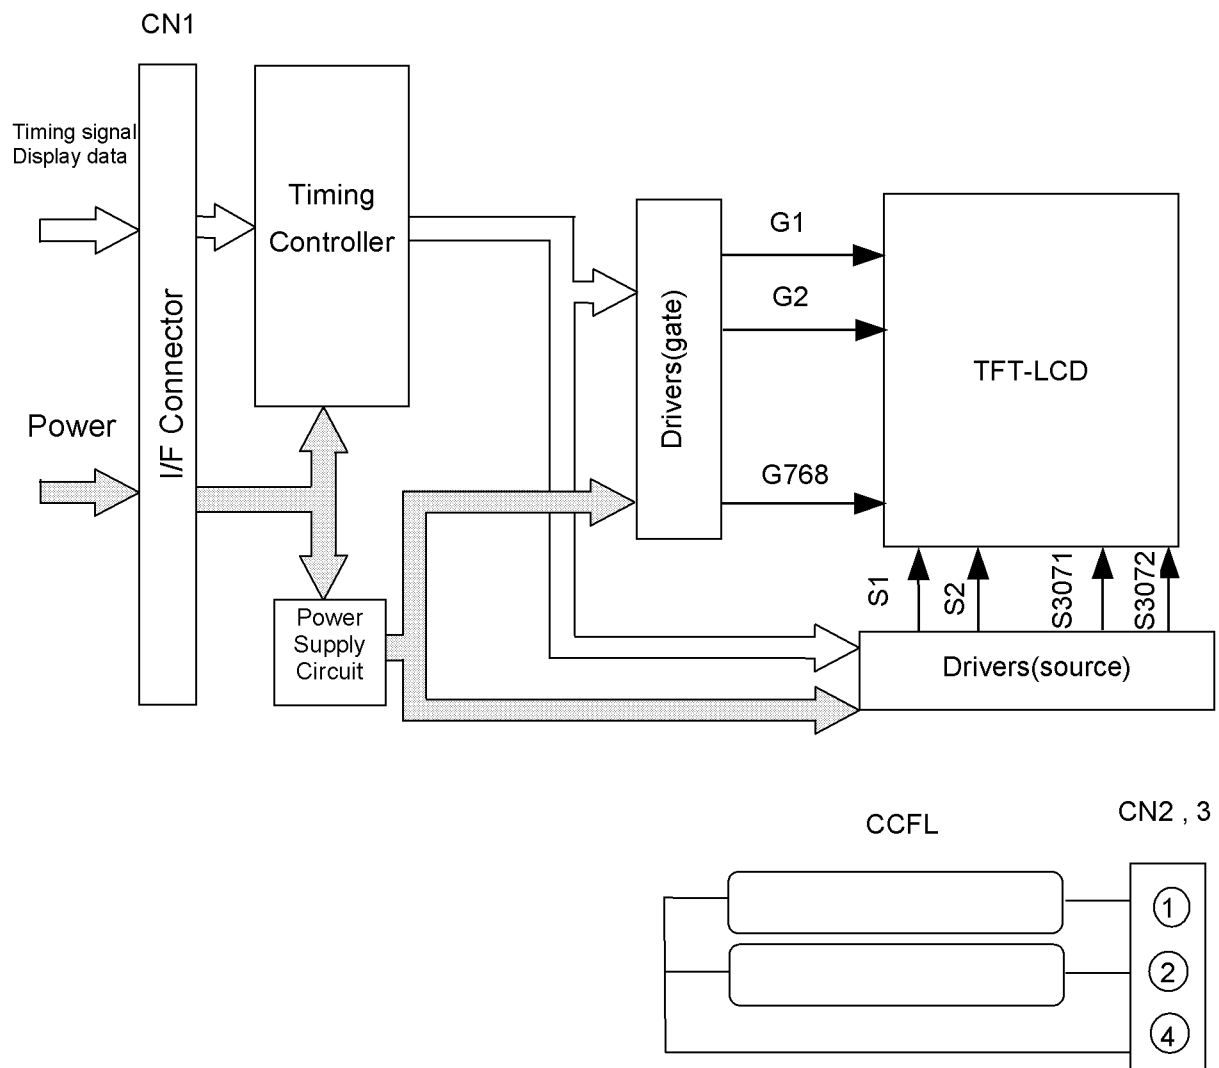 CN1
Timing signal
Display data
Timing
Controller
I/F Connector
Power
Drivers(gate)
G1
G2
G768
TFT-LCD
S1
S2
S3071
S3072
Power
Supply
Circuit
Drivers(source)
CCFL
CN2 , 3
1
2
4